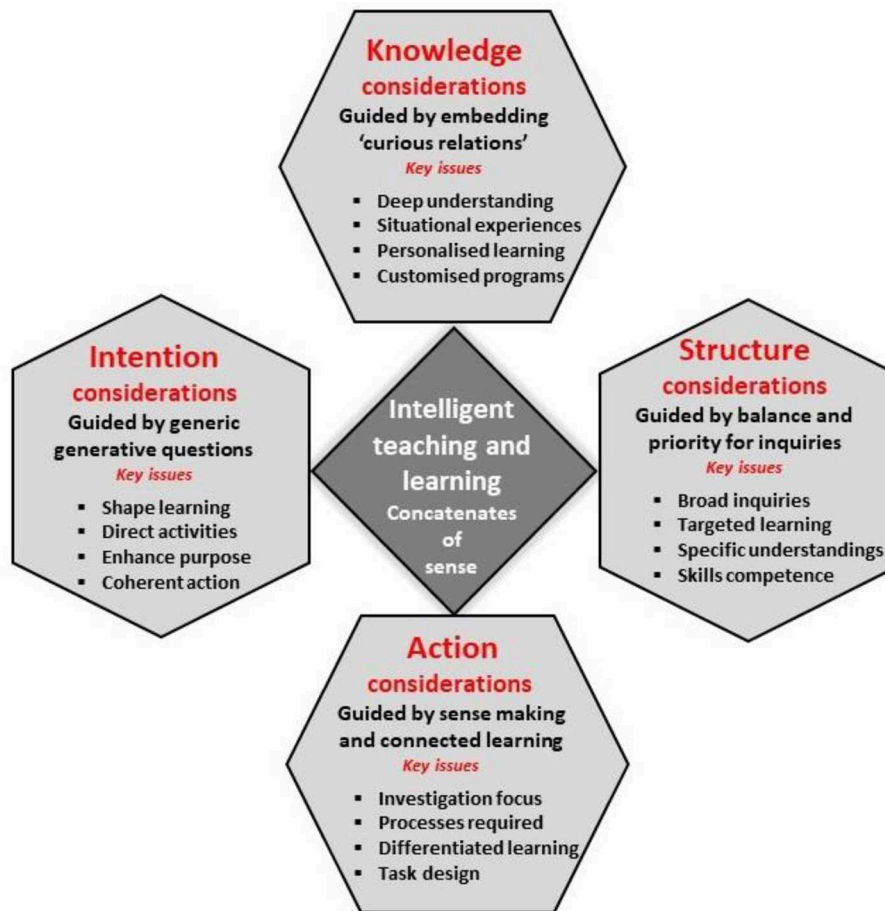 Knowledge
considerations
Guided by embedding
‘curious relations’
Key issues
▪ Deep understanding
▪ Situational experiences
▪ Personalised learning
▪ Customised programs
Intention
considerations
Guided by generic
generative questions
Key issues
▪ Shape learning
▪ Direct activities
▪ Enhance purpose
▪ Coherent action
Intelligent
teaching and
learning
Concatenates
of
sense
Structure
considerations
Guided by balance and
priority for inquiries
Key issues
▪ Broad inquiries
▪ Targeted learning
▪ Specific understandings
▪ Skills competence
Action
considerations
Guided by sense making
and connected learning
Key issues
▪ Investigation focus
▪ Processes required
▪ Differentiated learning
▪ Task design